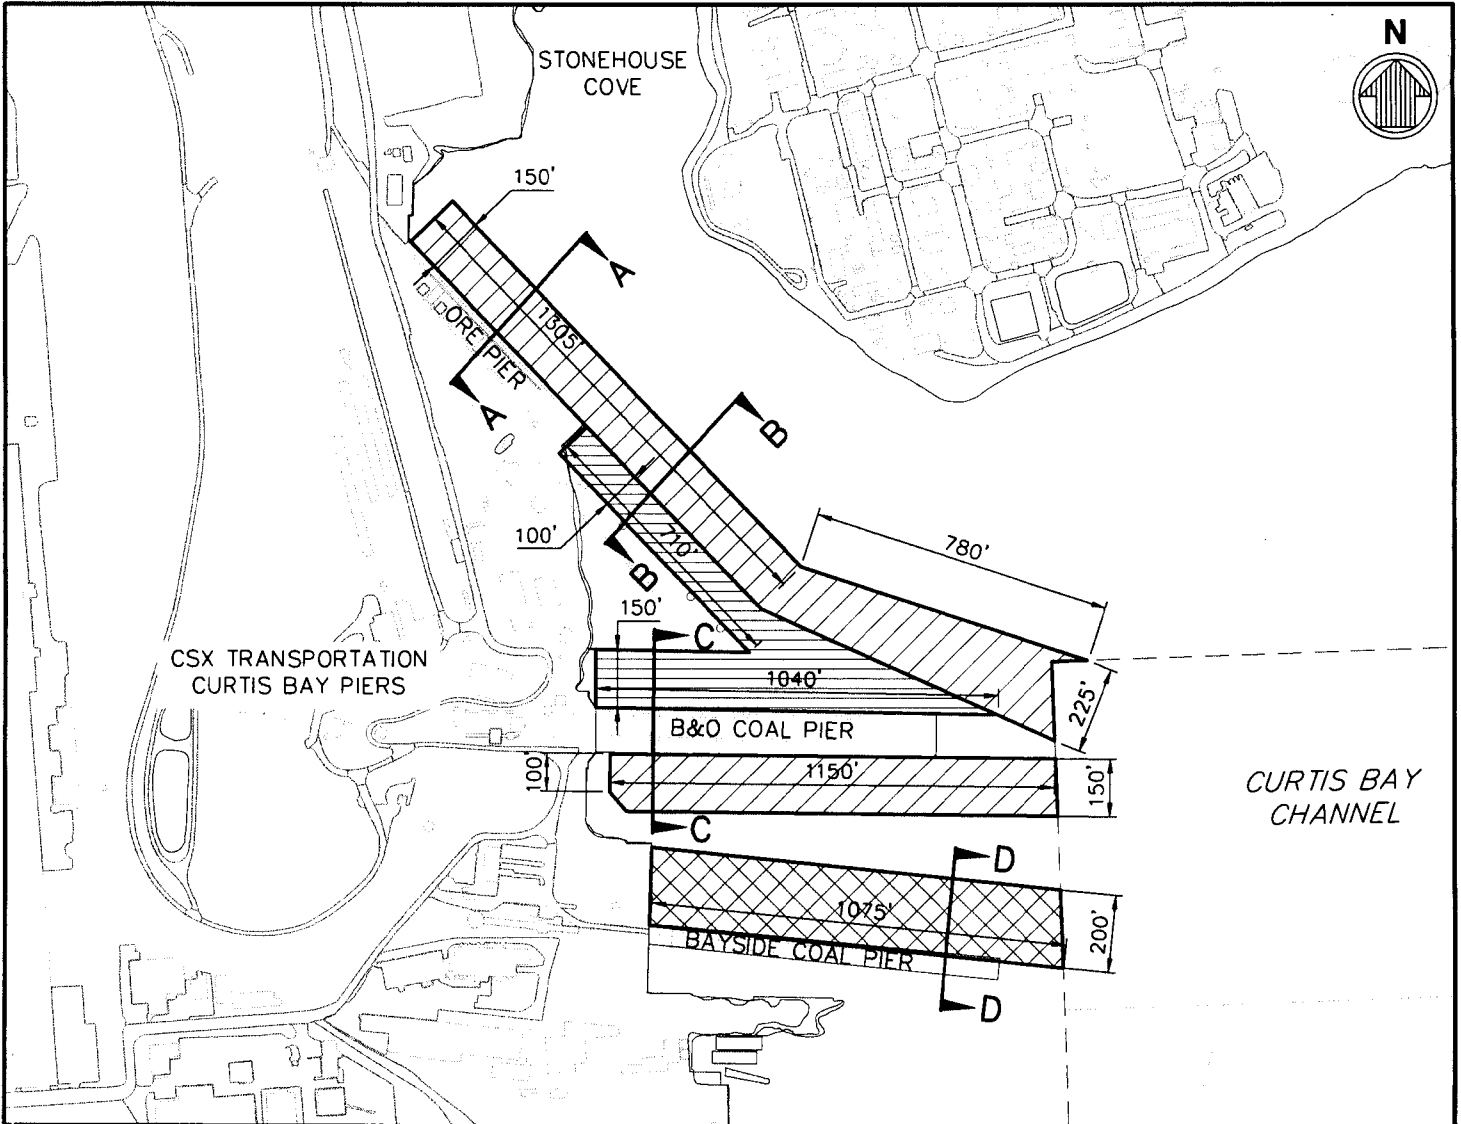 N
STONEHOUSE
COVE
150'
A
1305'
ORE PIER
A
B
100'
710'
B
780'
150'
C
CSX TRANSPORTATION
CURTIS BAY PIERS
1040'
225'
B&O COAL PIER
100'
1150'
150'
CURTIS BAY
CHANNEL
C
D
1075'
200'
BAYSIDE COAL PIER
D